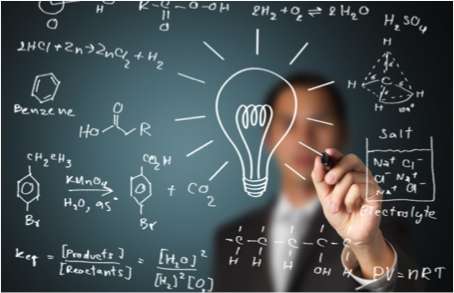 R-C-O-OH
O
2H₂ + O₂ ⇌ 2H₂O
H₂SO₄
2HCl + Zn → ZnCl₂ + H₂
H
C
H
H
H
Benzene
O
HO
R
Salt
Na⁺ Cl⁻
Cl⁻ Na⁺
Na⁺ Cl⁻
Electrolyte
CH₂CH₃
KMnO₄
H₂O, 95°
CO₂H
+ CO₂
Br
Br
-C-C-C-C-C-
H H H OH H
Keq = [Products] / [Reactants] = [H₂O]² / [H₂]²[O₂]
PV = nRT